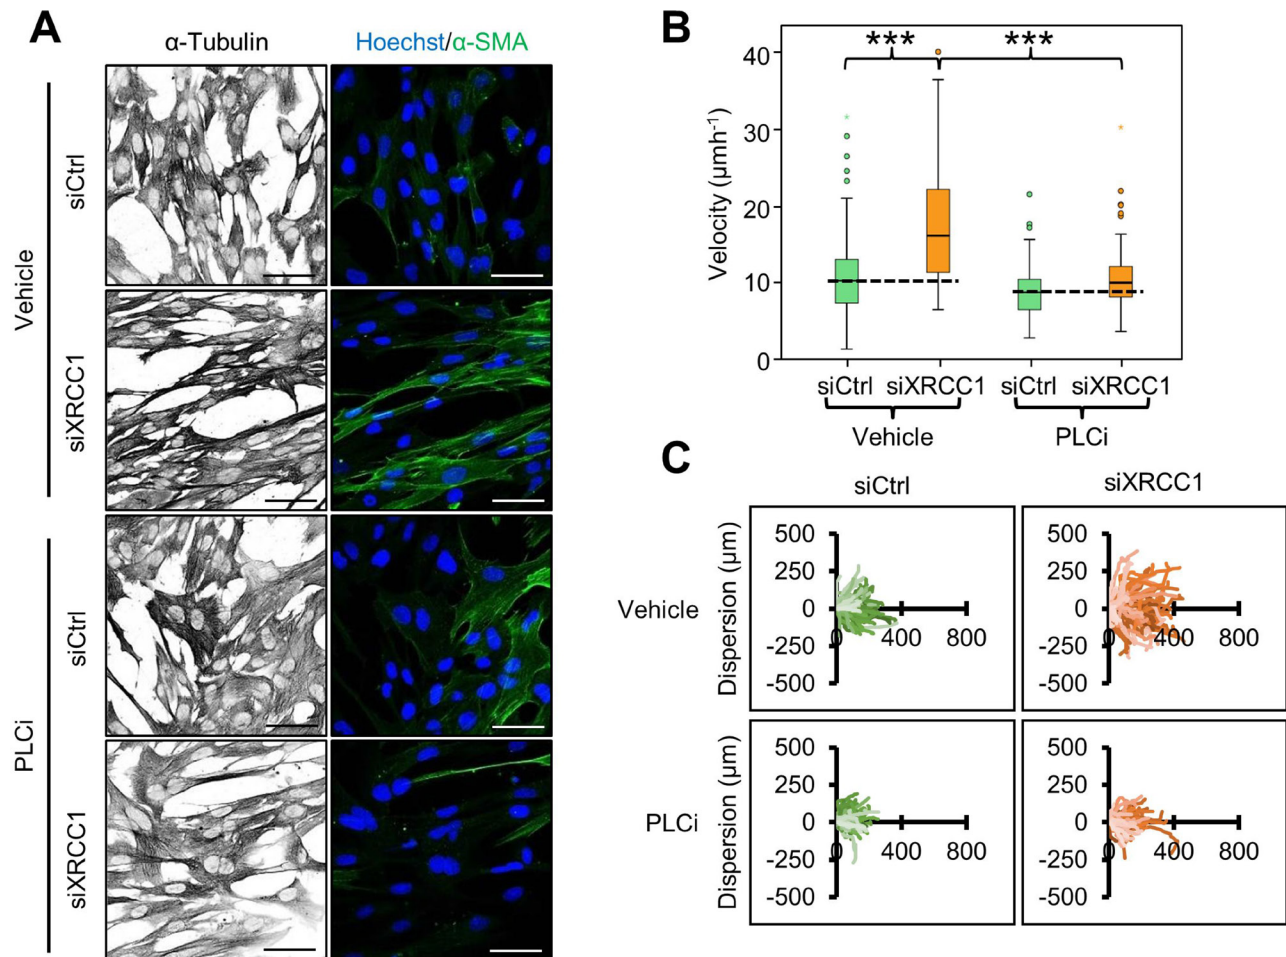 A
α-Tubulin
Hoechst/α-SMA
Vehicle
siCtrl
siXRCC1
PLCi
siCtrl
siXRCC1
B
***
***
Velocity (µmh⁻¹)
40
30
20
10
0
siCtrl
siXRCC1
siCtrl
siXRCC1
Vehicle
PLCi
C
siCtrl
siXRCC1
Vehicle
Dispersion (µm)
500
250
0
-250
-500
0
400
800
500
250
0
-250
-500
0
400
800
PLCi
Dispersion (µm)
500
250
0
-250
-500
0
400
800
500
250
0
-250
-500
0
400
800